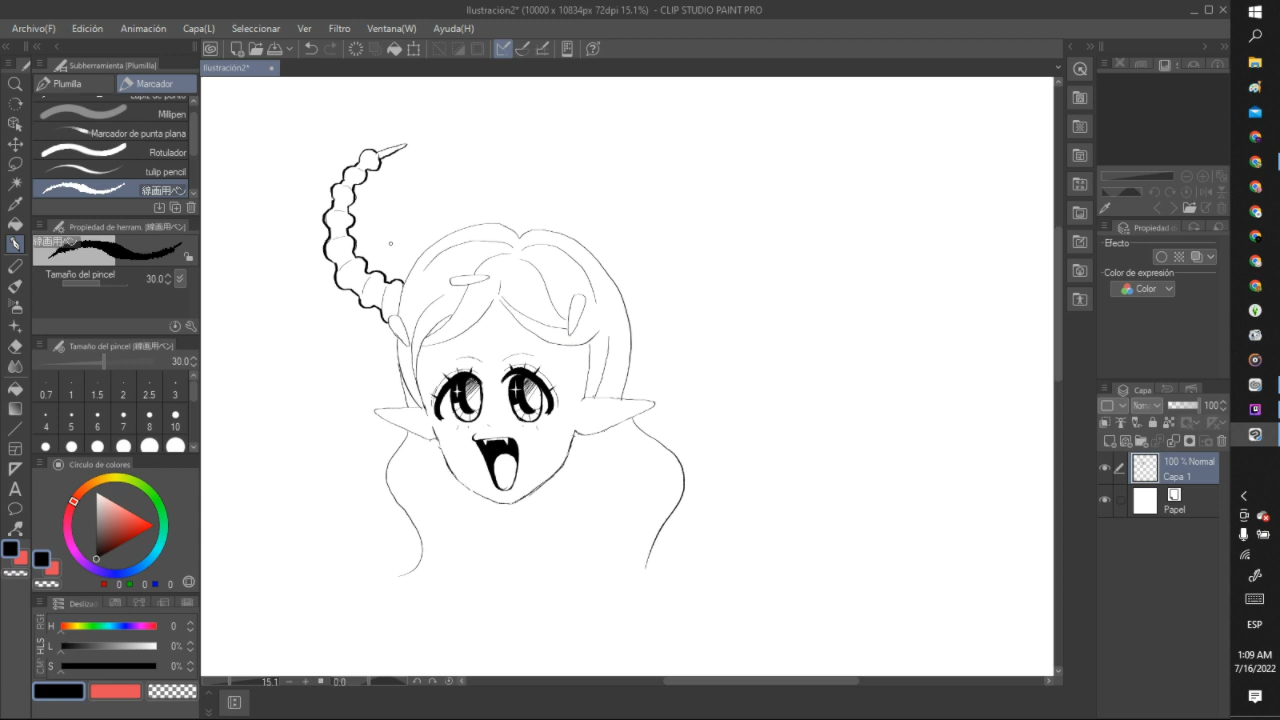 Ilustración2* (10000 x 10834px 72dpi 15.1%) - CLIP STUDIO PAINT PRO
Archivo(F) Edición Animación Capa(L) Seleccionar Ver Filtro Ventana(W) Ayuda(H)
Subherramienta (Plumilla)
Ilustración2*
Plumilla Marcador
Millpen
Marcador de punta plana
Rotulador
tulip pencil
線画用ペン
Propiedad de herram. (線画用ペン)
線画用ペン
Tamaño del pincel 30.0
Tamaño del pincel (線画用ペン)
30.0
0.7 1 1.5 2 2.5 3
4 5 6 7 8 10
Círculo de colores
0 0 0
Desliza
RGB
HLS
H 0
L 0%
S 0%
15.1 0.0
Propiedad
Efecto
Color de expresión
Color
Capa
100
100 % Normal
Capa 1
Papel
ESP
1:09 AM
7/16/2022